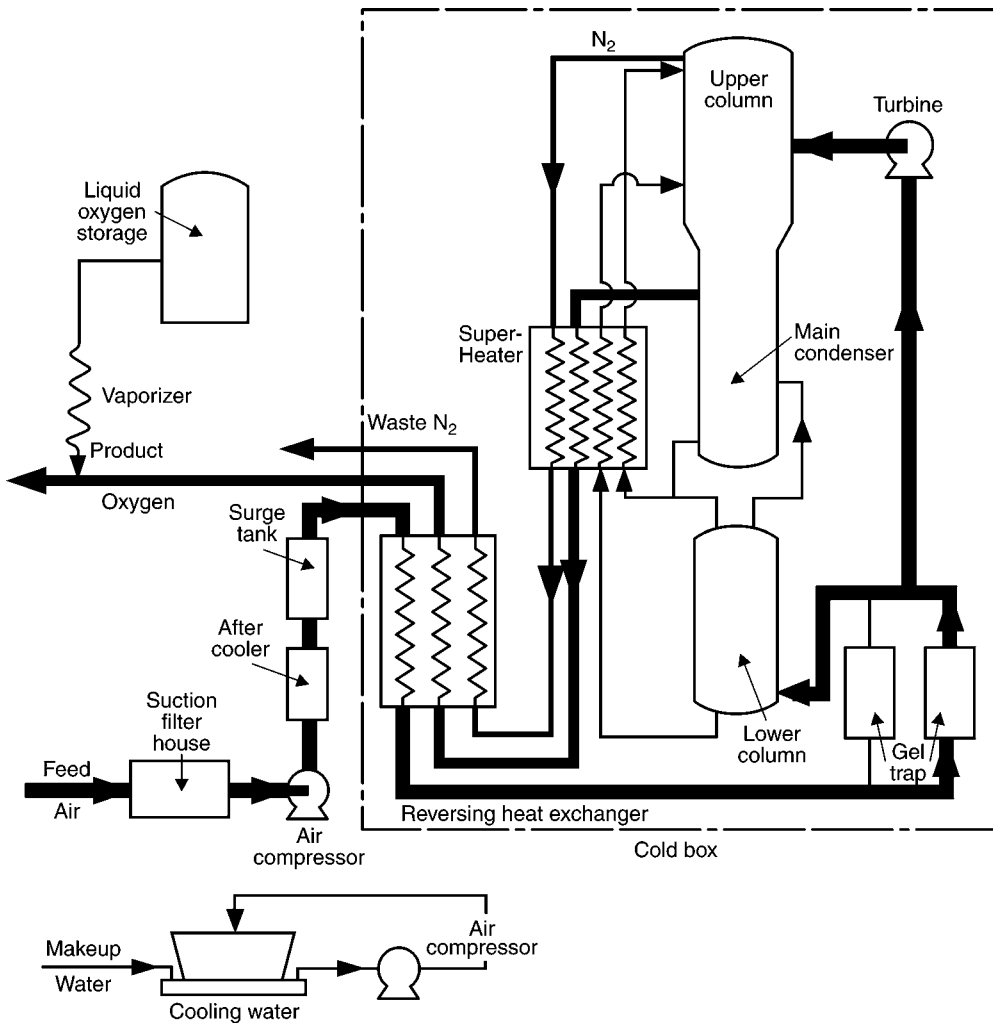 N2
Upper
column
Turbine
Liquid
oxygen
storage
Super-
Heater
Main
condenser
Vaporizer
Waste N2
Product
Oxygen
Surge
tank
After
cooler
Suction
filter
house
Lower
column
Gel
trap
Feed
Air
Reversing heat exchanger
Air
compressor
Cold box
Makeup
Water
Air
compressor
Cooling water